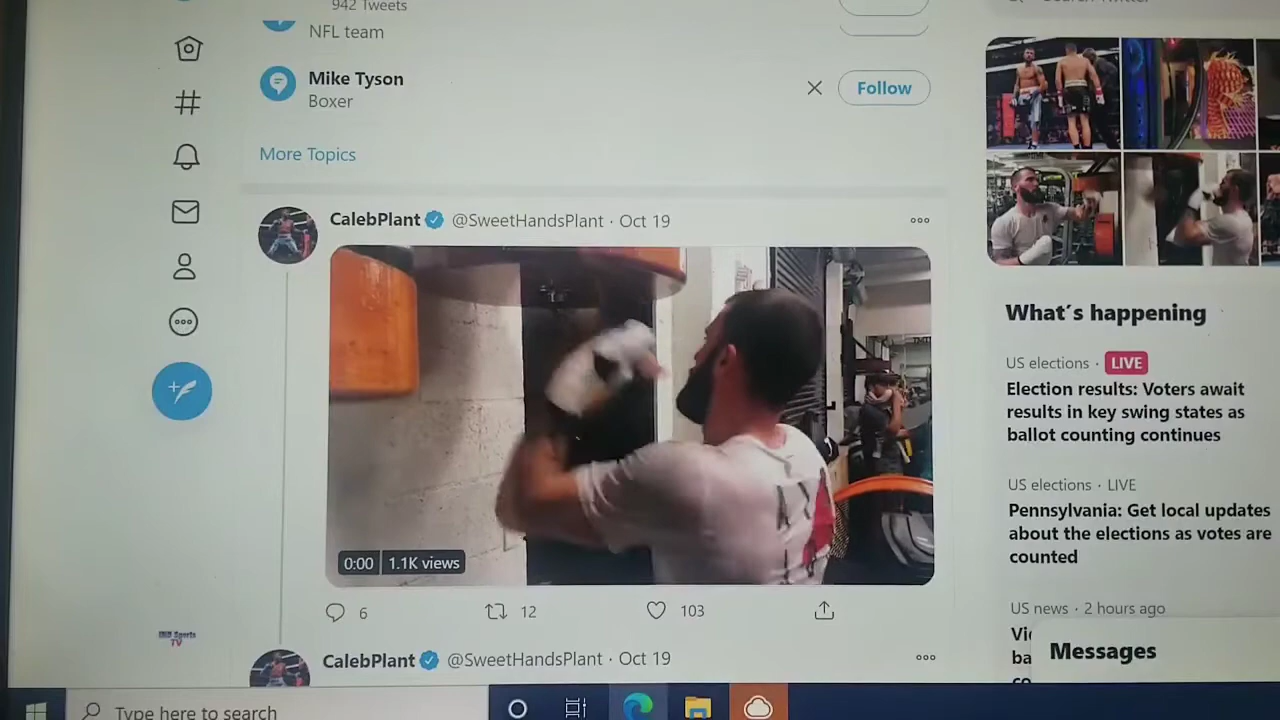 942 Tweets
NFL team
Mike Tyson
Boxer
Follow
More Topics
CalebPlant @SweetHandsPlant · Oct 19
0:00 1.1K views
6 12 103
CalebPlant @SweetHandsPlant · Oct 19
What's happening
US elections · LIVE
Election results: Voters await
results in key swing states as
ballot counting continues
US elections · LIVE
Pennsylvania: Get local updates
about the elections as votes are
counted
US news · 2 hours ago
Messages
Sports
TV
Type here to search